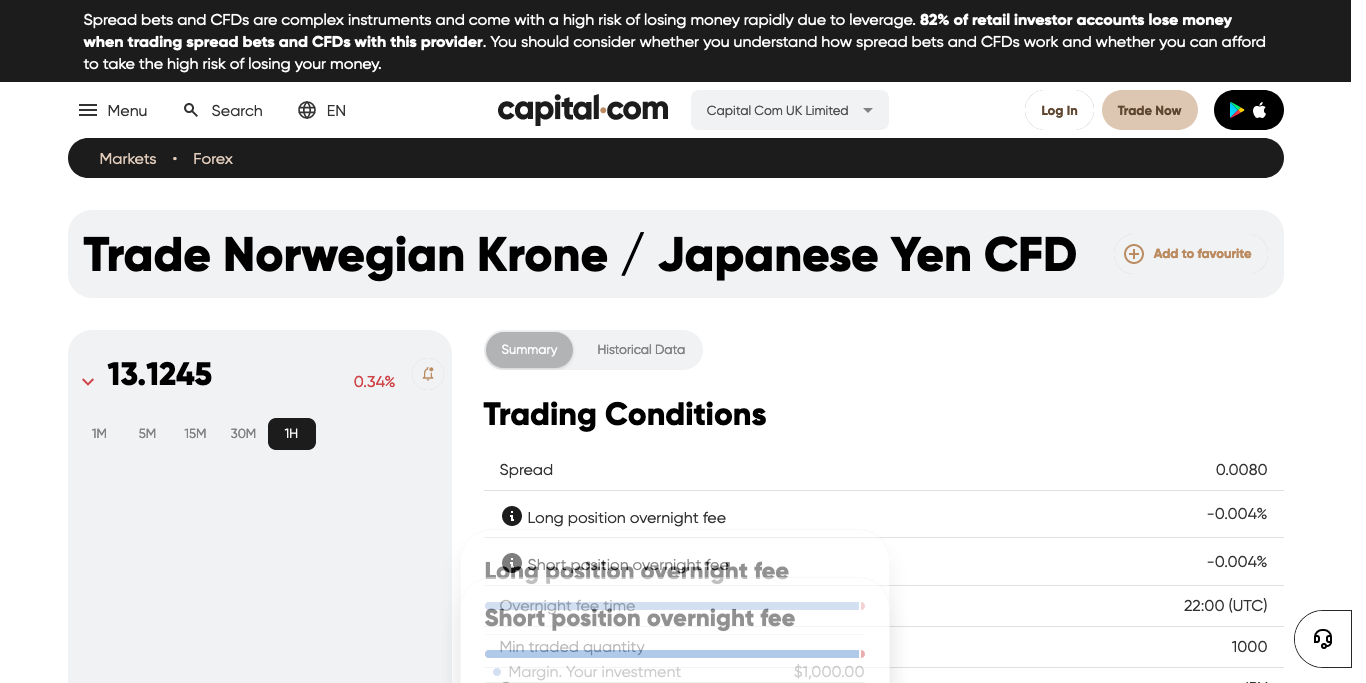 Spread bets and CFDs are complex instruments and come with a high risk of losing money rapidly due to leverage. 82% of retail investor accounts lose money
when trading spread bets and CFDs with this provider. You should consider whether you understand how spread bets and CFDs work and whether you can afford
to take the high risk of losing your money.
Menu
Search
EN
capital.com
Capital Com UK Limited
Log In
Trade Now
Markets • Forex
Trade Norwegian Krone / Japanese Yen CFD
Add to favourite
13.1245
0.34%
1M 5M 15M 30M 1H
Summary
Historical Data
Trading Conditions
Spread 0.0080
Long position overnight fee -0.004%
Short position overnight fee -0.004%
Long position overnight fee
Overnight fee time 22:00 (UTC)
Short position overnight fee
Min traded quantity 1000
Margin. Your investment $1,000.00